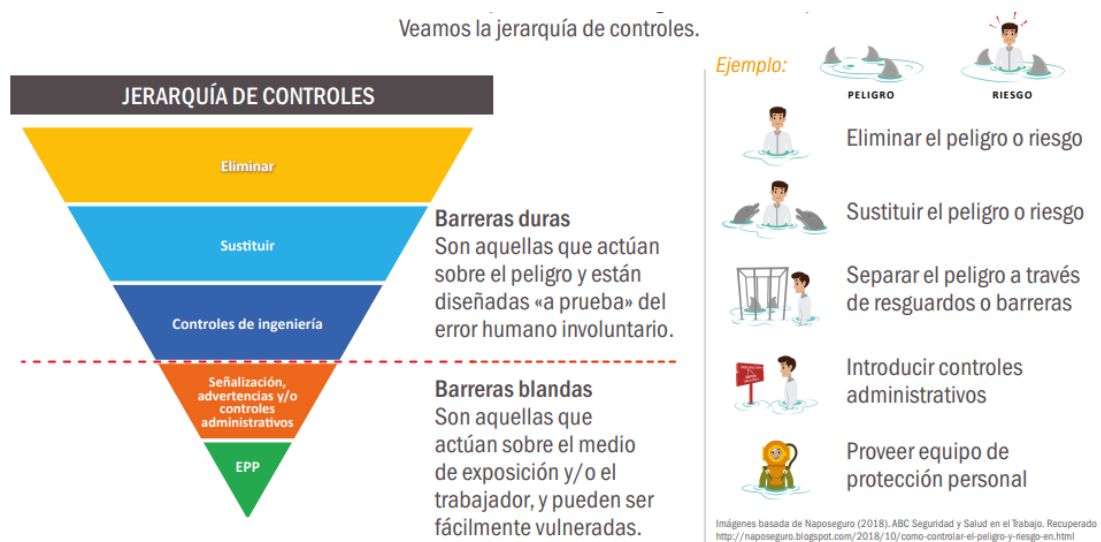 Veamos la jerarquía de controles.
JERARQUÍA DE CONTROLES
Eliminar
Sustituir
Controles de ingeniería
Señalización,
advertencias y/o
controles
administrativos
EPP
Barreras duras
Son aquellas que actúan
sobre el peligro y están
diseñadas «a prueba» del
error humano involuntario.
Barreras blandas
Son aquellas que
actúan sobre el medio
de exposición y/o el
trabajador, y pueden ser
fácilmente vulneradas.
Ejemplo:
PELIGRO
RIESGO
Eliminar el peligro o riesgo
Sustituir el peligro o riesgo
Separar el peligro a través
de resguardos o barreras
Introducir controles
administrativos
Proveer equipo de
protección personal
Imágenes basada de Naposeguro (2018). ABC Seguridad y Salud en el Trabajo. Recuperado
http://naposeguro.blogspot.com/2018/10/como-controlar-el-peligro-y-riesgo-en.html